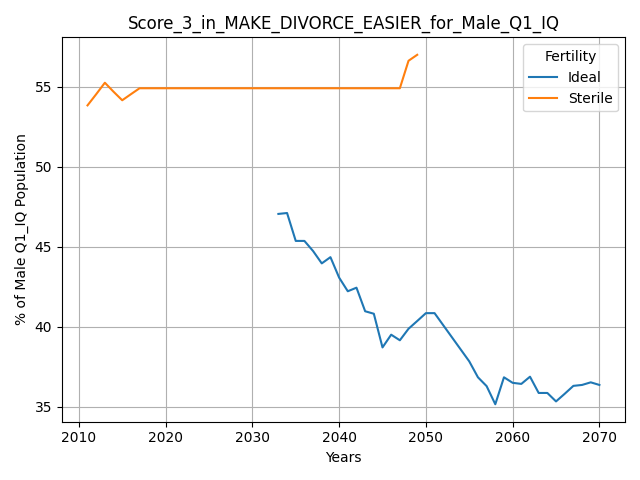 Score_3_in_MAKE_DIVORCE_EASIER_for_Male_Q1_IQ
Fertility
Ideal
Sterile
% of Male Q1_IQ Population
55
50
45
40
35
2010 2020 2030 2040 2050 2060 2070
Years